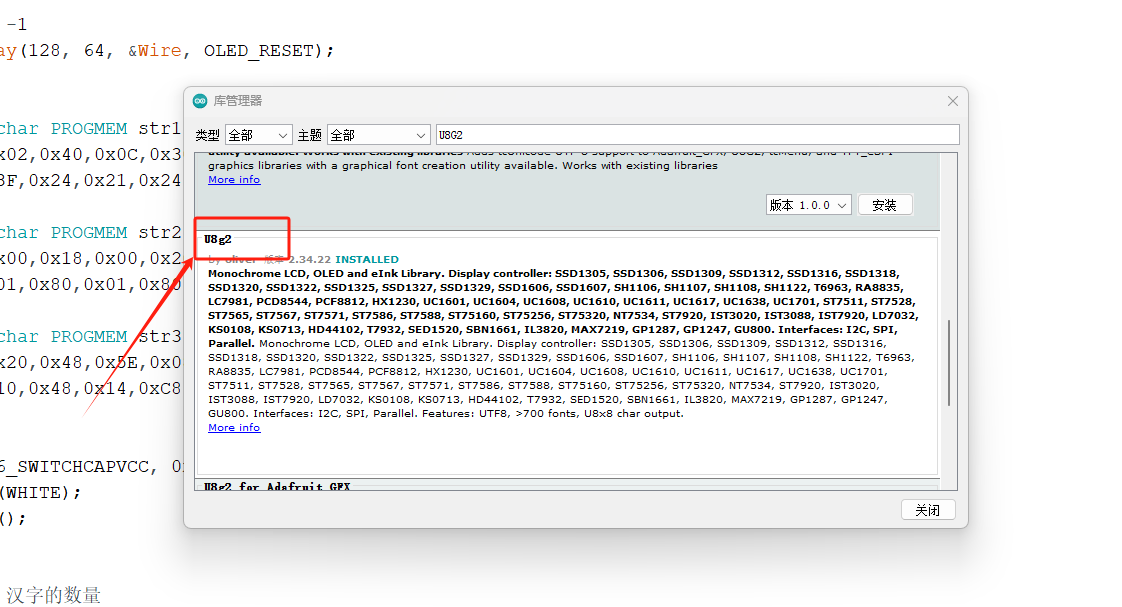 -1
ay(128, 64, &Wire, OLED_RESET);
char PROGMEM str1
x02,0x40,0x0C,0x3
3F,0x24,0x21,0x24
char PROGMEM str2
x00,0x18,0x00,0x2
01,0x80,0x01,0x80
char PROGMEM str3
x20,0x48,0x5E,0x0
10,0x48,0x14,0xC8
6_SWITCHCAPVCC, 0
(WHITE);
();
汉字的数量
库管理器
类型 全部 主题 全部 U8G2
graphics libraries with a graphical font creation utility available. Works with existing libraries
More info
版本 1.0.0 安装
U8g2
by oliver 版本 2.34.22 INSTALLED
Monochrome LCD, OLED and eInk Library. Display controller: SSD1305, SSD1306, SSD1309, SSD1312, SSD1316, SSD1318,
SSD1320, SSD1322, SSD1325, SSD1327, SSD1329, SSD1606, SSD1607, SH1106, SH1107, SH1108, SH1122, T6963, RA8835,
LC7981, PCD8544, PCF8812, HX1230, UC1601, UC1604, UC1608, UC1610, UC1611, UC1617, UC1638, UC1701, ST7511, ST7528,
ST7565, ST7567, ST7571, ST7586, ST7588, ST75160, ST75256, ST75320, NT7534, ST7920, IST3020, IST3088, IST7920, LD7032,
KS0108, KS0713, HD44102, T7932, SED1520, SBN1661, IL3820, MAX7219, GP1287, GP1247, GU800. Interfaces: I2C, SPI,
Parallel. Monochrome LCD, OLED and eInk Library. Display controller: SSD1305, SSD1306, SSD1309, SSD1312, SSD1316,
SSD1318, SSD1320, SSD1322, SSD1325, SSD1327, SSD1329, SSD1606, SSD1607, SH1106, SH1107, SH1108, SH1122, T6963,
RA8835, LC7981, PCD8544, PCF8812, HX1230, UC1601, UC1604, UC1608, UC1610, UC1611, UC1617, UC1638, UC1701,
ST7511, ST7528, ST7565, ST7567, ST7571, ST7586, ST7588, ST75160, ST75256, ST75320, NT7534, ST7920, IST3020,
IST3088, IST7920, LD7032, KS0108, KS0713, HD44102, T7932, SED1520, SBN1661, IL3820, MAX7219, GP1287, GP1247,
GU800. Interfaces: I2C, SPI, Parallel. Features: UTF8, >700 fonts, U8x8 char output.
More info
U8g2 for Adafruit GFX
关闭